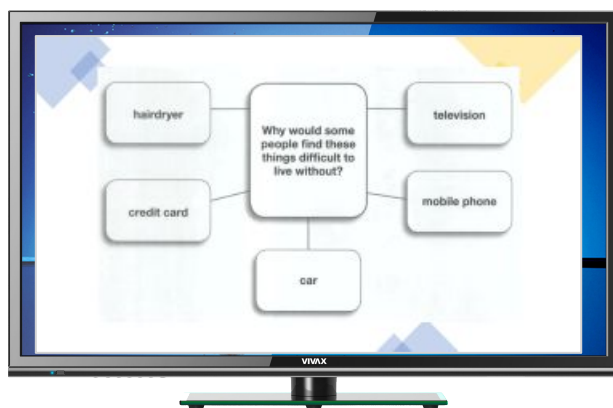 hairdryer
Why would some
people find these
things difficult to
live without?
television
credit card
mobile phone
car
VIVAX